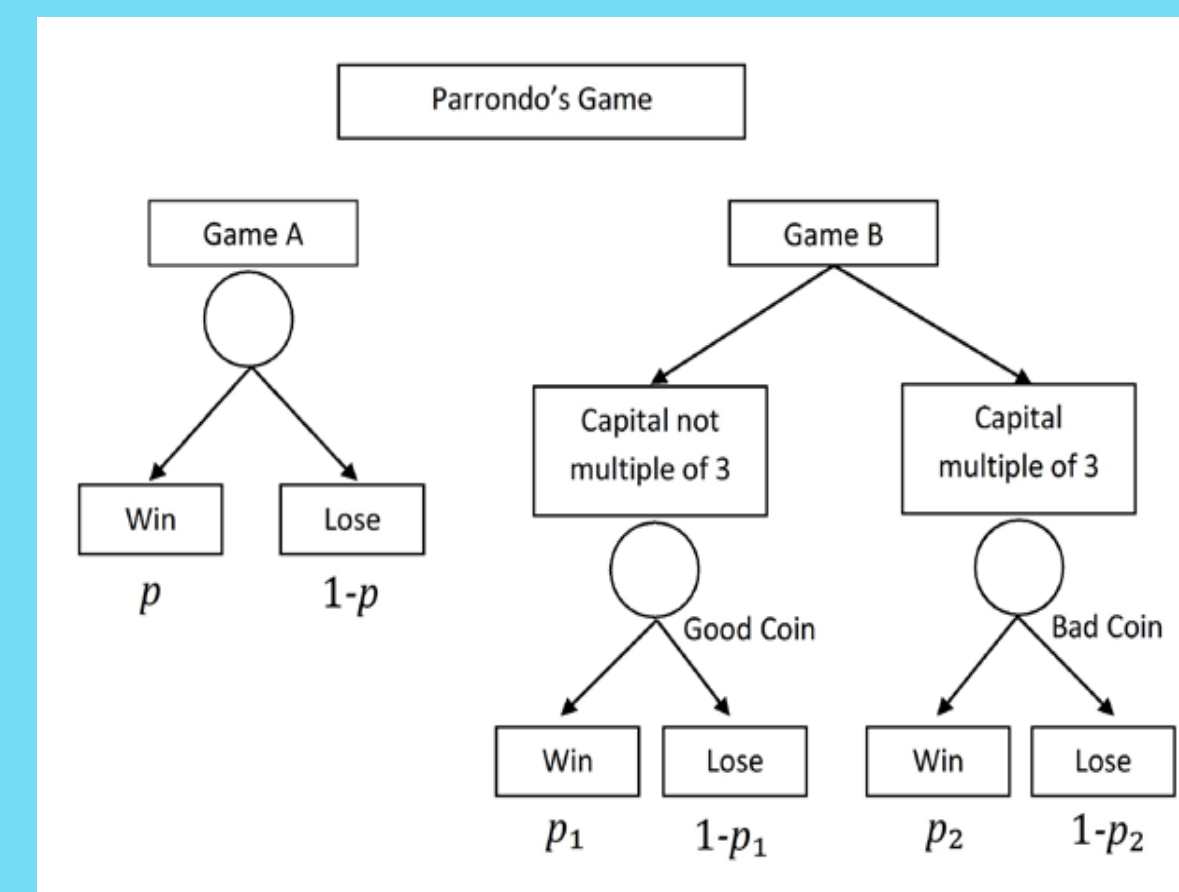 Parrondo’s Game
Game A
Game B
Capital not
multiple of 3
Capital
multiple of 3
Win
Lose
p
1-p
Good Coin
Bad Coin
Win
Lose
Win
Lose
p₁
1-p₁
p₂
1-p₂